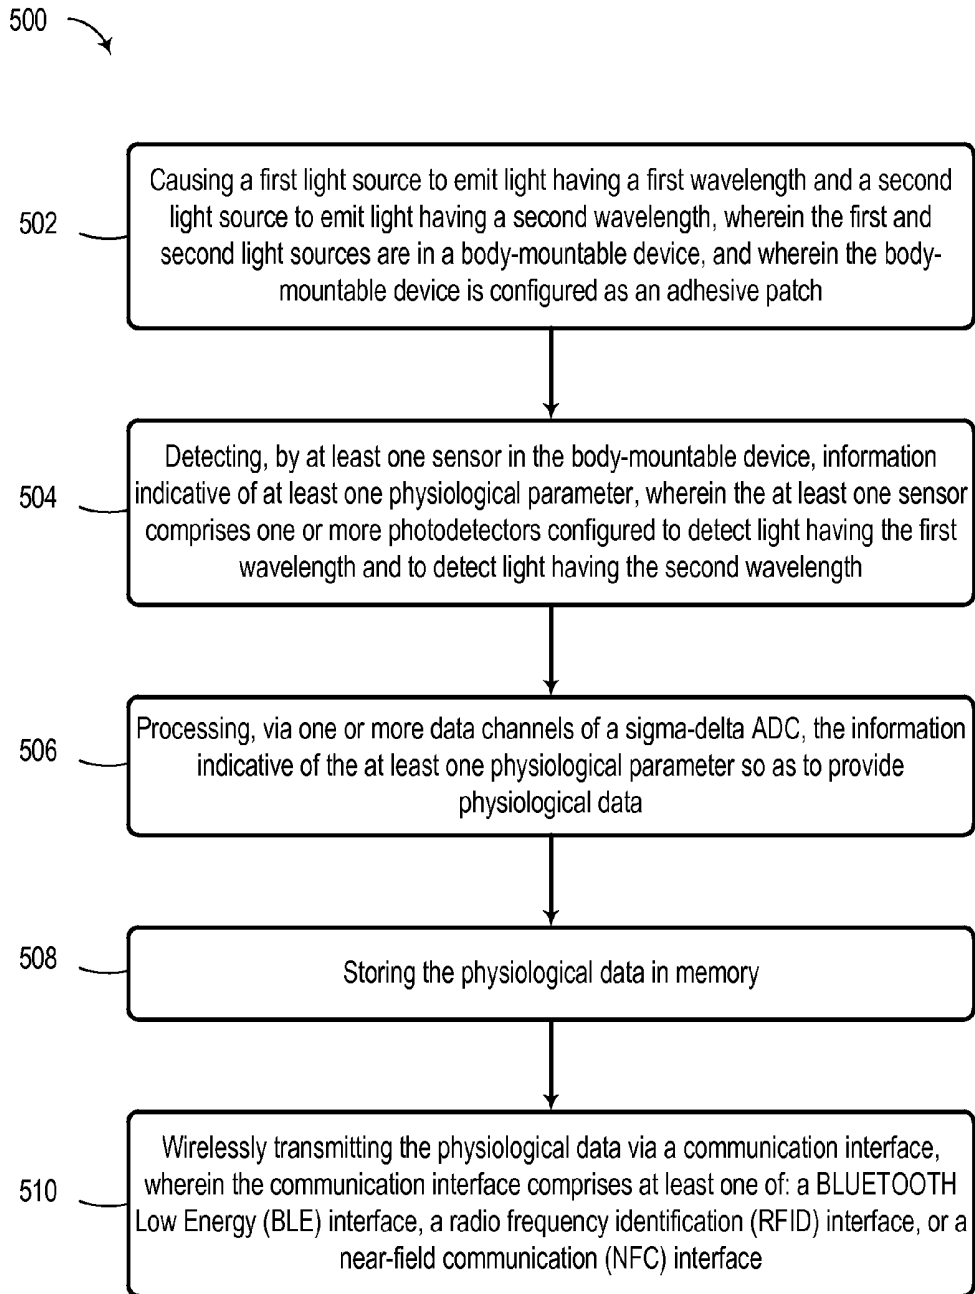 500
502
Causing a first light source to emit light having a first wavelength and a second
light source to emit light having a second wavelength, wherein the first and
second light sources are in a body-mountable device, and wherein the body-
mountable device is configured as an adhesive patch
504
Detecting, by at least one sensor in the body-mountable device, information
indicative of at least one physiological parameter, wherein the at least one sensor
comprises one or more photodetectors configured to detect light having the first
wavelength and to detect light having the second wavelength
506
Processing, via one or more data channels of a sigma-delta ADC, the information
indicative of the at least one physiological parameter so as to provide
physiological data
508
Storing the physiological data in memory
510
Wirelessly transmitting the physiological data via a communication interface,
wherein the communication interface comprises at least one of: a BLUETOOTH
Low Energy (BLE) interface, a radio frequency identification (RFID) interface, or a
near-field communication (NFC) interface